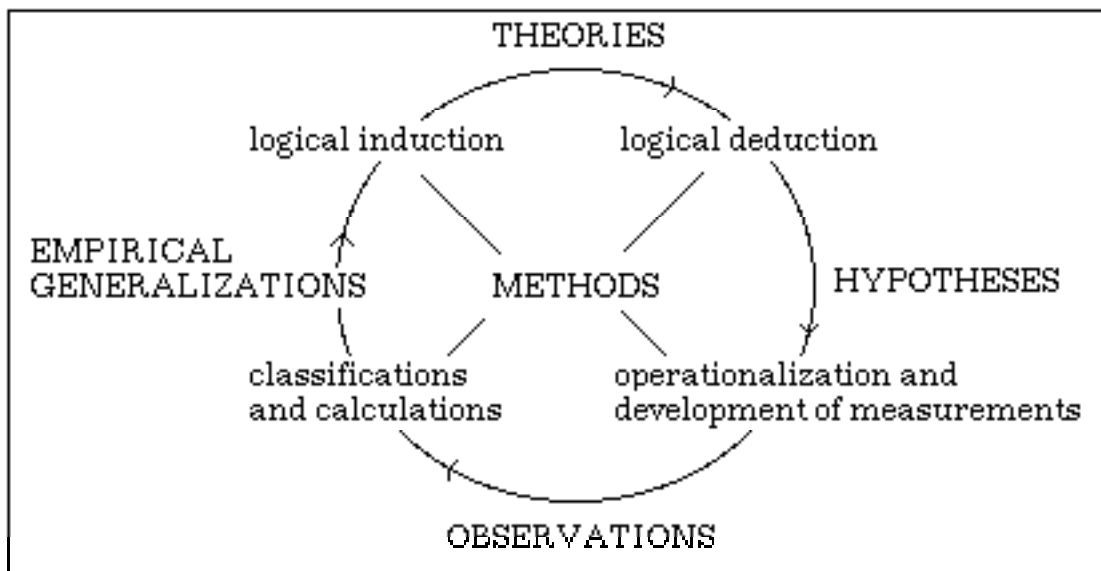 THEORIES
logical induction
logical deduction
EMPIRICAL
GENERALIZATIONS
METHODS
HYPOTHESES
classifications
and calculations
operationalization and
development of measurements
OBSERVATIONS